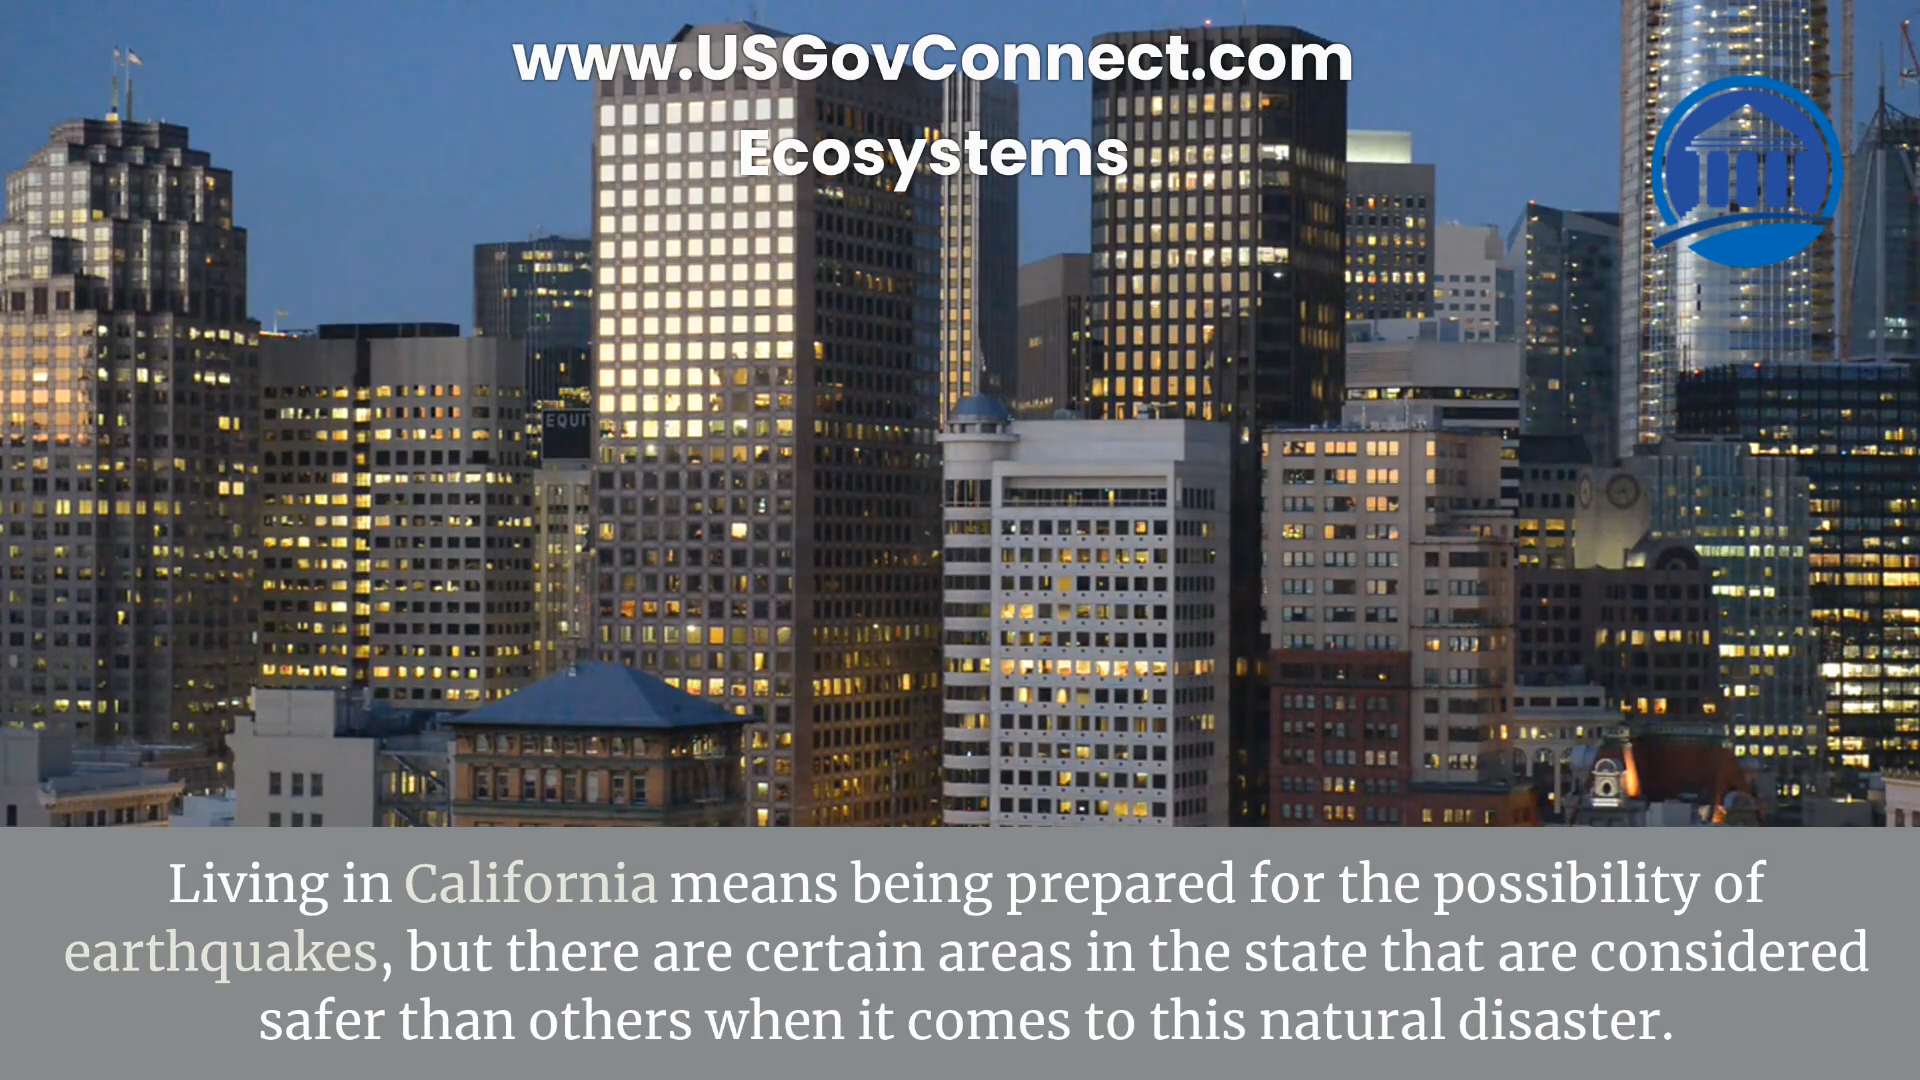 www.USGovConnect.com
Ecosystems
EQUI
Living in California means being prepared for the possibility of
earthquakes, but there are certain areas in the state that are considered
safer than others when it comes to this natural disaster.